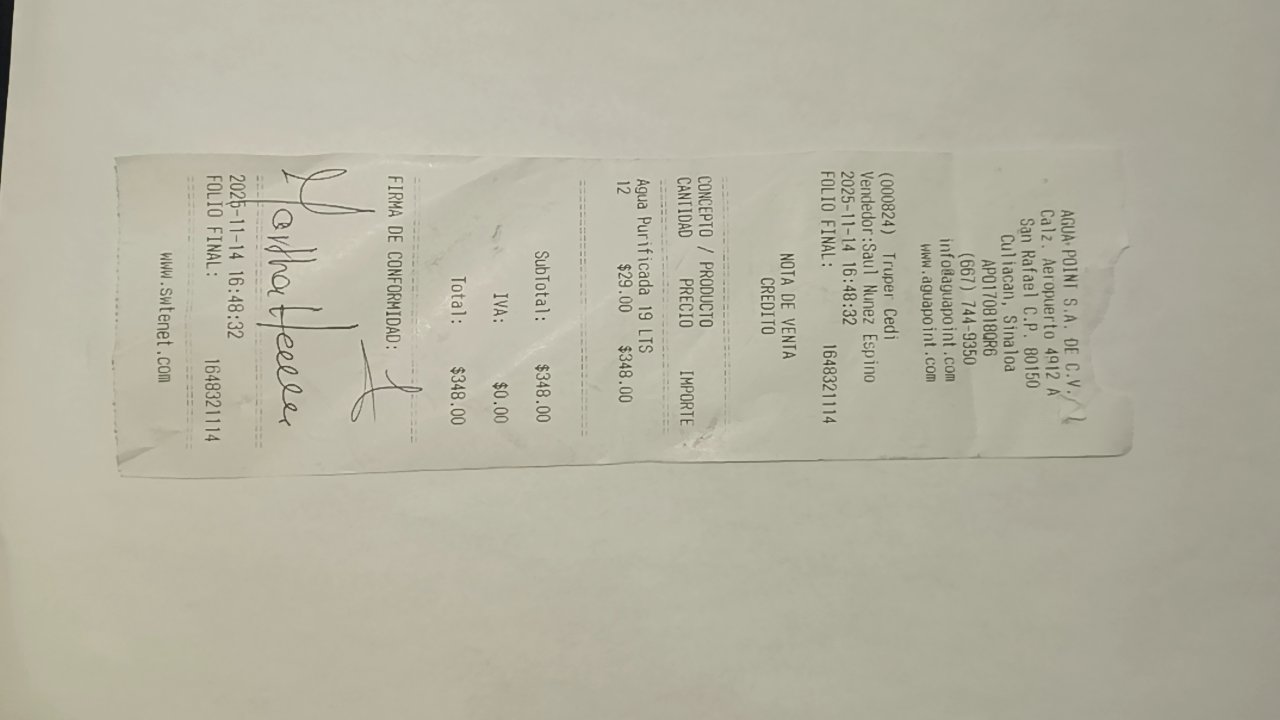 AGUA POINT S.A. DE C.V.
Calz. Aeropuerto 4912 A
San Rafael C.P. 80150
Culiacan, Sinaloa
APO170818QR6
(667) 744-9350
info@aguapoint.com
www.aguapoint.com
(000824) Truper Cedi
Vendedor:Saul Nunez Espino
2025-11-14 16:48:32
FOLIO FINAL: 1648321114
NOTA DE VENTA
CREDITO
CONCEPTO / PRODUCTO
CANTIDAD PRECIO IMPORTE
Agua Purificada 19 LTS
12 $29.00 $348.00
SubTotal: $348.00
IVA: $0.00
Total: $348.00
FIRMA DE CONFORMIDAD:
Martha
2025-11-14 16:48:32
FOLIO FINAL: 1648321114
www.swtenet.com